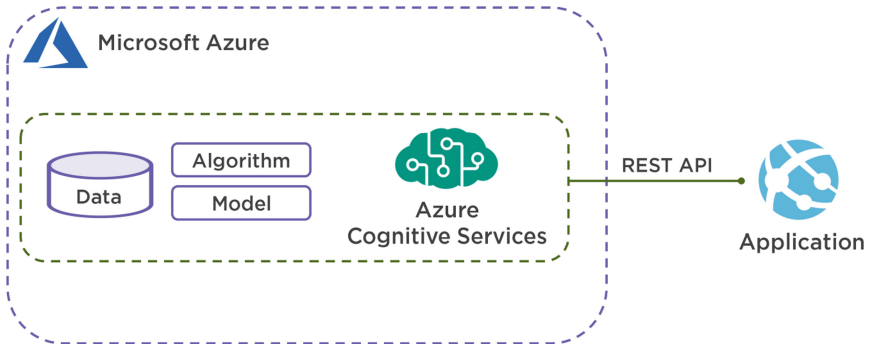 Microsoft Azure
Algorithm
Data
Model
Azure
Cognitive Services
REST API
Application